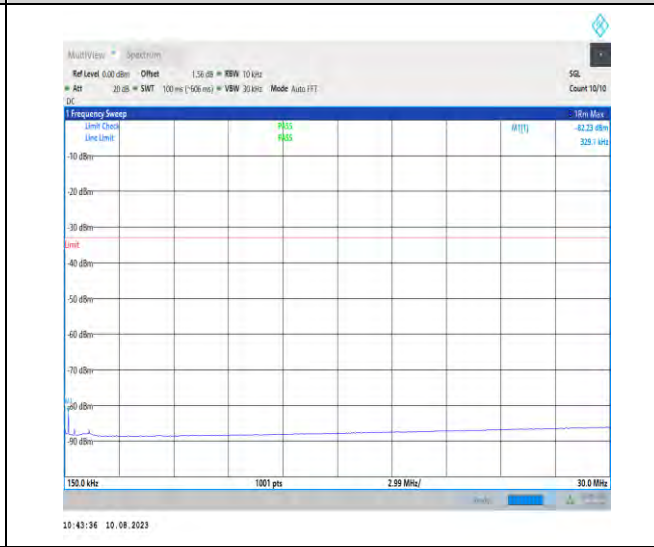 MultiView Spectrum
Ref Level 0.00 dBm Offset 1.56 dB RBW 10 kHz SGL
Att 20 dB SWT 100 ms (~606 ms) VBW 30 kHz Mode Auto FFT Count 10/10
DC
1 Frequency Sweep 1Rm Max
Limit Check PASS M1[1] -82.23 dBm
Line Limit PASS 329.1 kHz
-10 dBm
-20 dBm
-30 dBm
Limit
-40 dBm
-50 dBm
-60 dBm
-70 dBm
-80 dBm
-90 dBm
150.0 kHz 1001 pts 2.99 MHz/ 30.0 MHz
10:43:36 10.08.2023